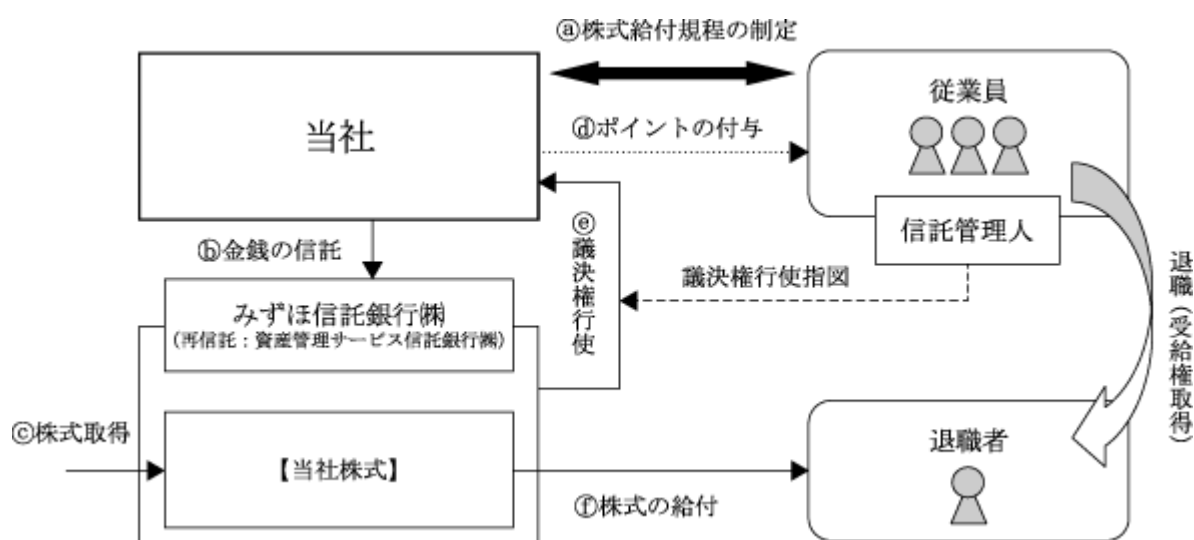 ⓐ株式給付規程の制定
当社
従業員
ⓓポイントの付与
信託管理人
ⓑ金銭の信託
ⓔ議決権行使
議決権行使指図
退職(受給権取得)
みずほ信託銀行㈱
(再信託:資産管理サービス信託銀行㈱)
ⓒ株式取得
【当社株式】
退職者
ⓕ株式の給付